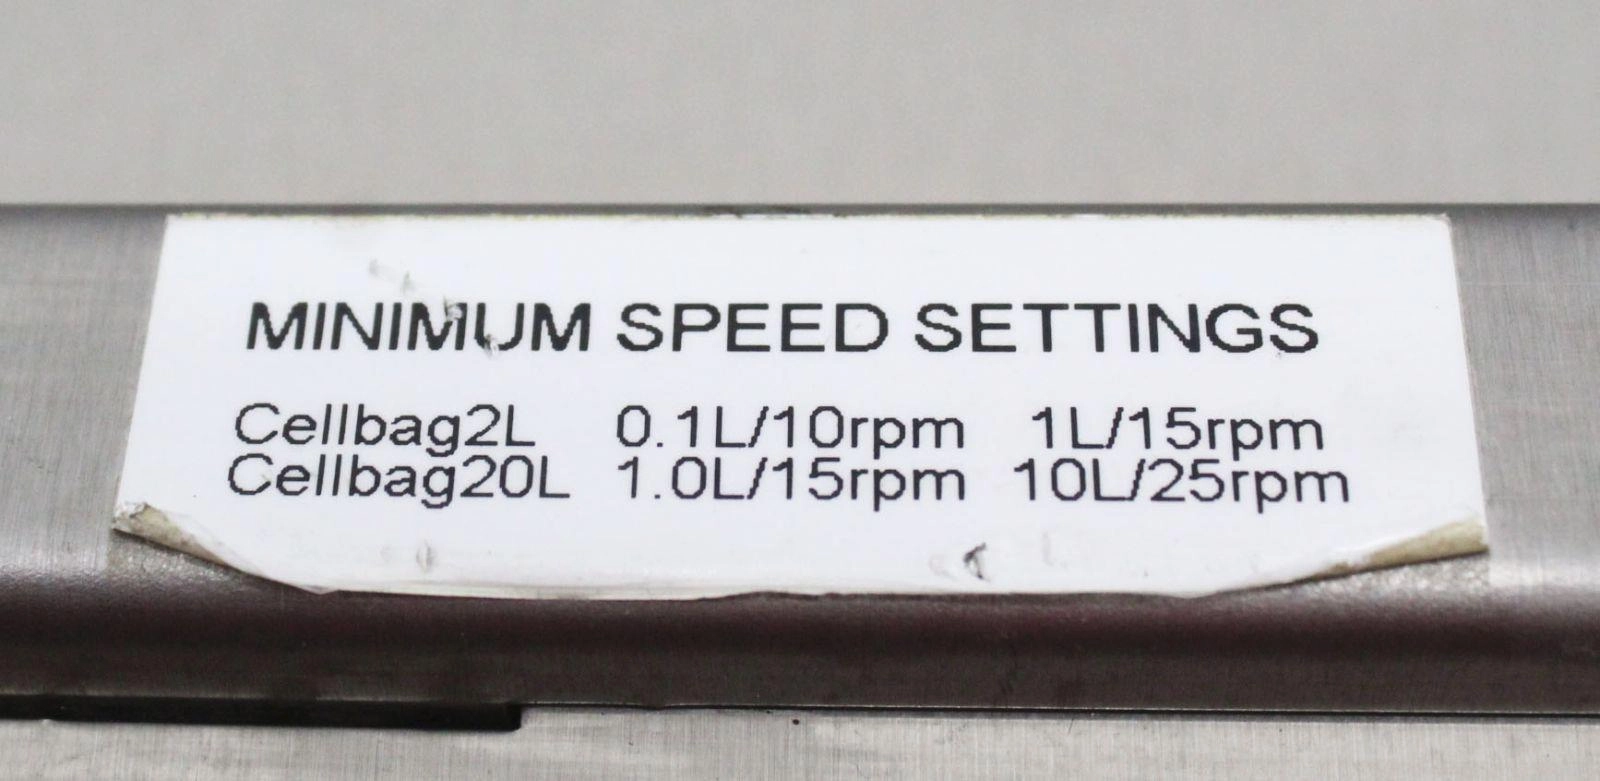 MINIMUM SPEED SETTINGS
Cellbag2L 0.1L/10rpm 1L/15rpm
Cellbag20L 1.0L/15rpm 10L/25rpm